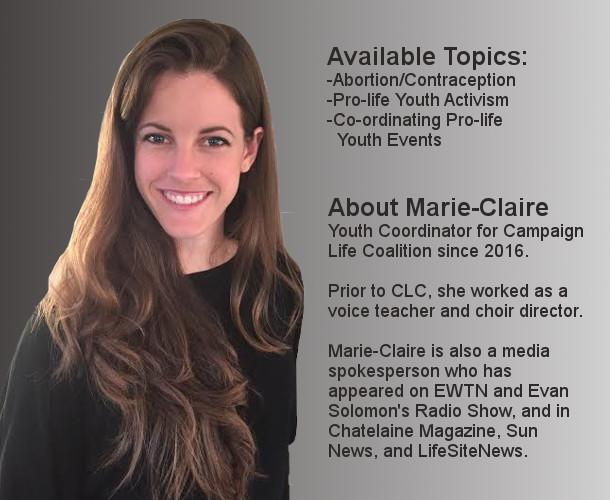 Available Topics:
-Abortion/Contraception
-Pro-life Youth Activism
-Co-ordinating Pro-life
Youth Events
About Marie-Claire
Youth Coordinator for Campaign
Life Coalition since 2016.
Prior to CLC, she worked as a
voice teacher and choir director.
Marie-Claire is also a media
spokesperson who has
appeared on EWTN and Evan
Solomon's Radio Show, and in
Chatelaine Magazine, Sun
News, and LifeSiteNews.